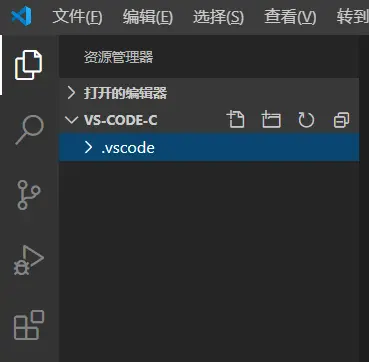 文件(F) 编辑(E) 选择(S) 查看(V) 转到
资源管理器
打开的编辑器
VS-CODE-C
.vscode